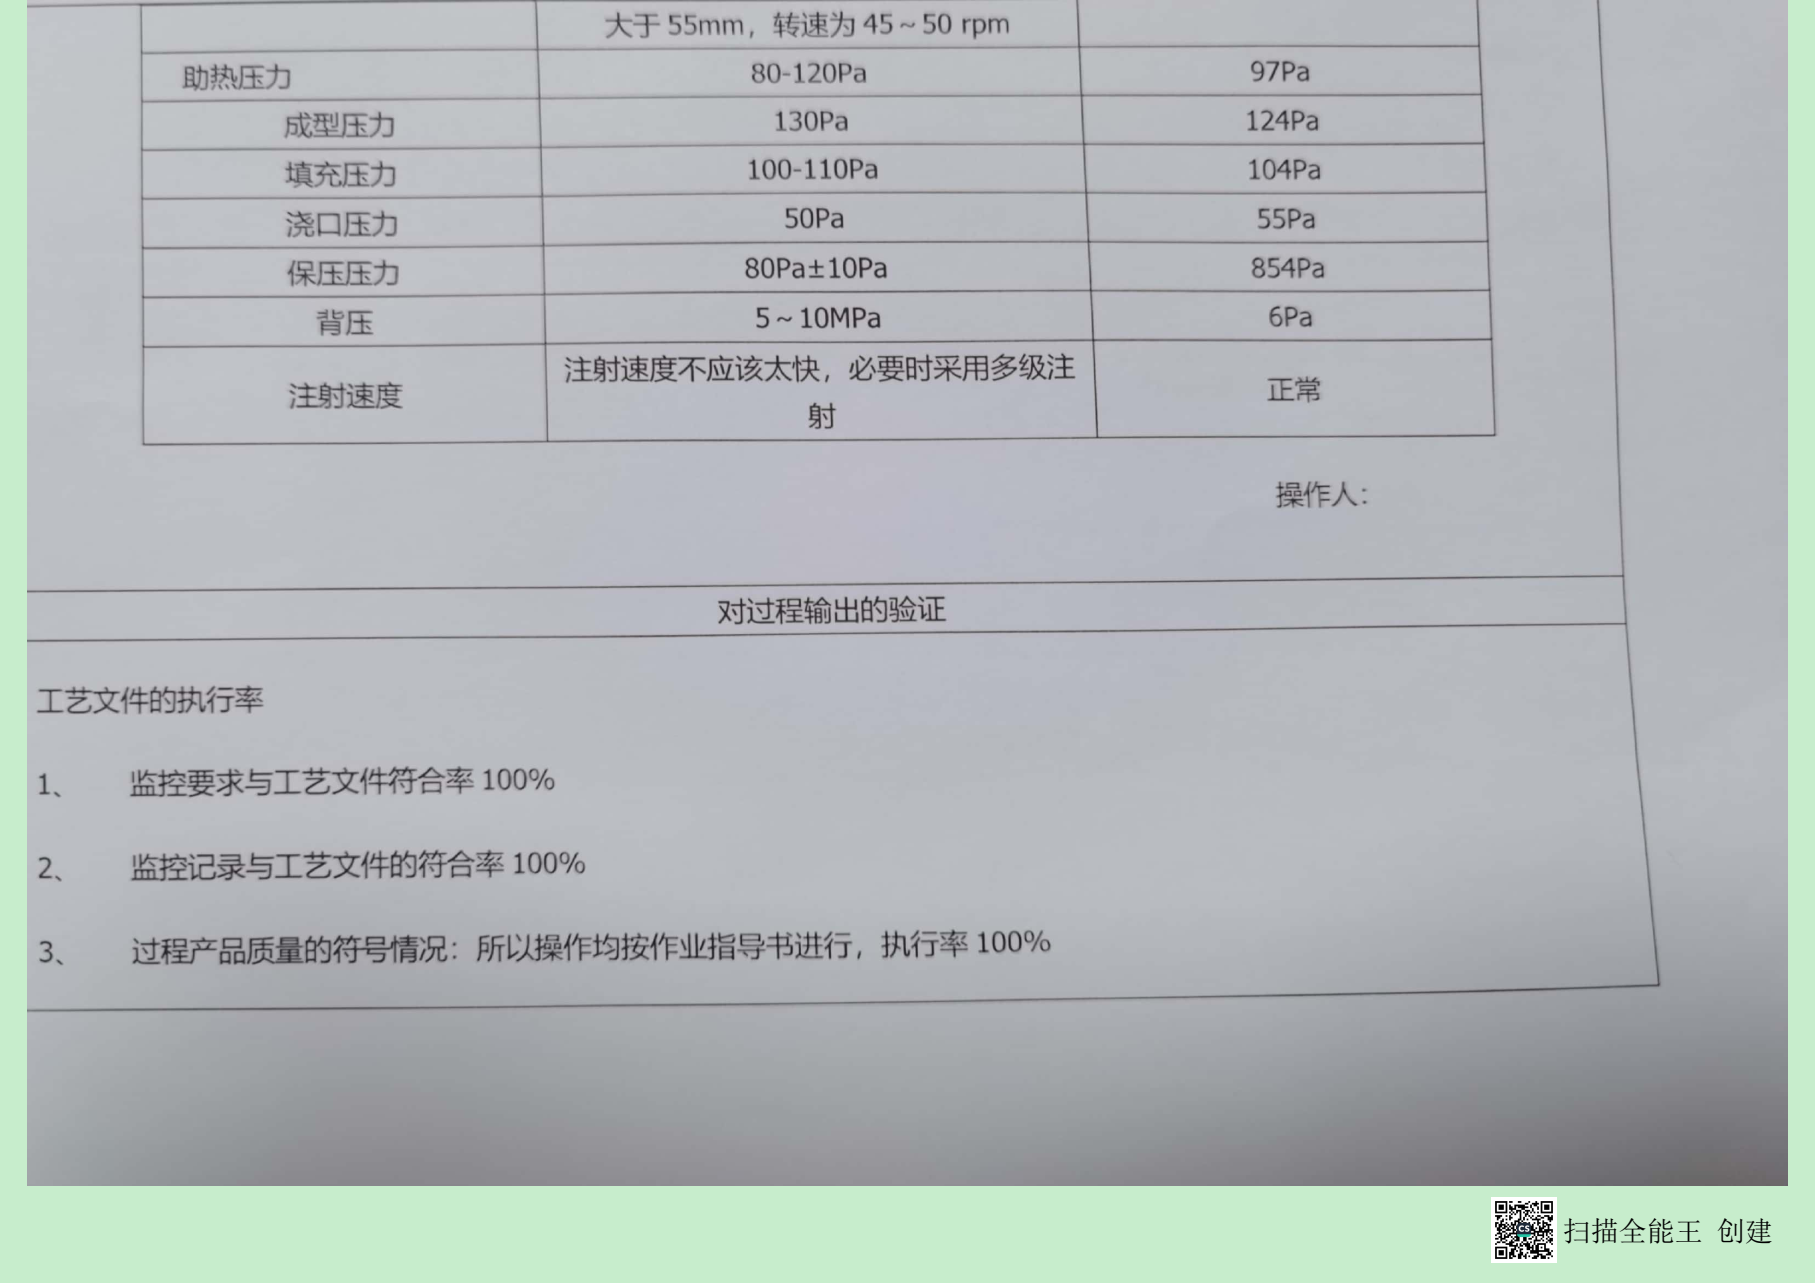 大于 55mm，转速为 45～50 rpm
助热压力 80-120Pa 97Pa
成型压力 130Pa 124Pa
填充压力 100-110Pa 104Pa
浇口压力 50Pa 55Pa
保压压力 80Pa±10Pa 854Pa
背压 5～10MPa 6Pa
注射速度 注射速度不应该太快，必要时采用多级注 正常
射
操作人：
对过程输出的验证
工艺文件的执行率
1、 监控要求与工艺文件符合率 100%
2、 监控记录与工艺文件的符合率 100%
3、 过程产品质量的符号情况：所以操作均按作业指导书进行，执行率 100%
扫描全能王 创建